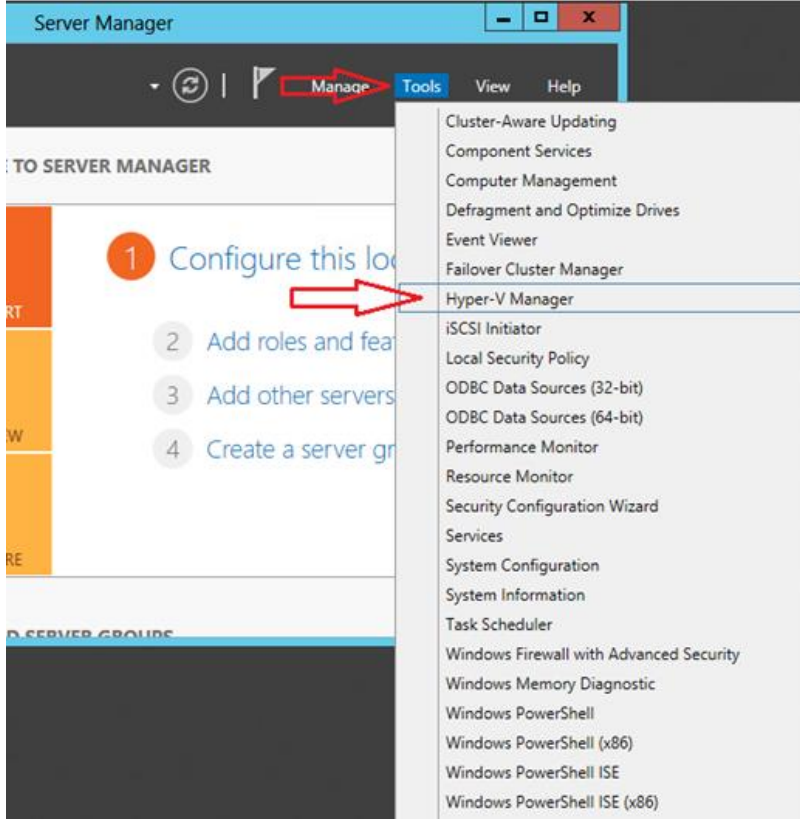 Server Manager
Manage Tools View Help
TO SERVER MANAGER
1 Configure this loc
2 Add roles and fea
3 Add other servers
4 Create a server gr
RT
W
RE
D SERVER GROUPS
Cluster-Aware Updating
Component Services
Computer Management
Defragment and Optimize Drives
Event Viewer
Failover Cluster Manager
Hyper-V Manager
iSCSI Initiator
Local Security Policy
ODBC Data Sources (32-bit)
ODBC Data Sources (64-bit)
Performance Monitor
Resource Monitor
Security Configuration Wizard
Services
System Configuration
System Information
Task Scheduler
Windows Firewall with Advanced Security
Windows Memory Diagnostic
Windows PowerShell
Windows PowerShell (x86)
Windows PowerShell ISE
Windows PowerShell ISE (x86)